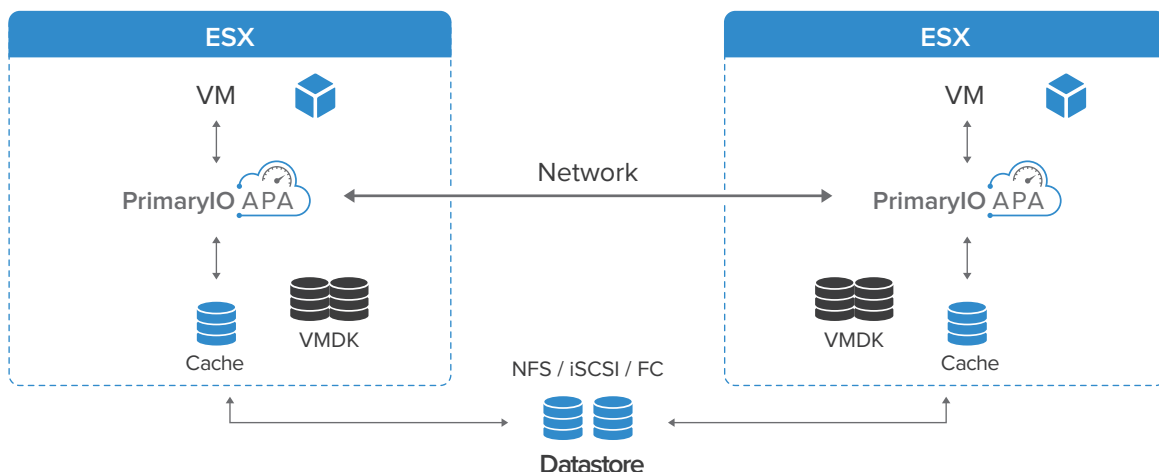 ESX
VM
PrimaryIO APA
Cache
VMDK
Network
NFS / iSCSI / FC
Datastore
ESX
VM
PrimaryIO APA
VMDK
Cache